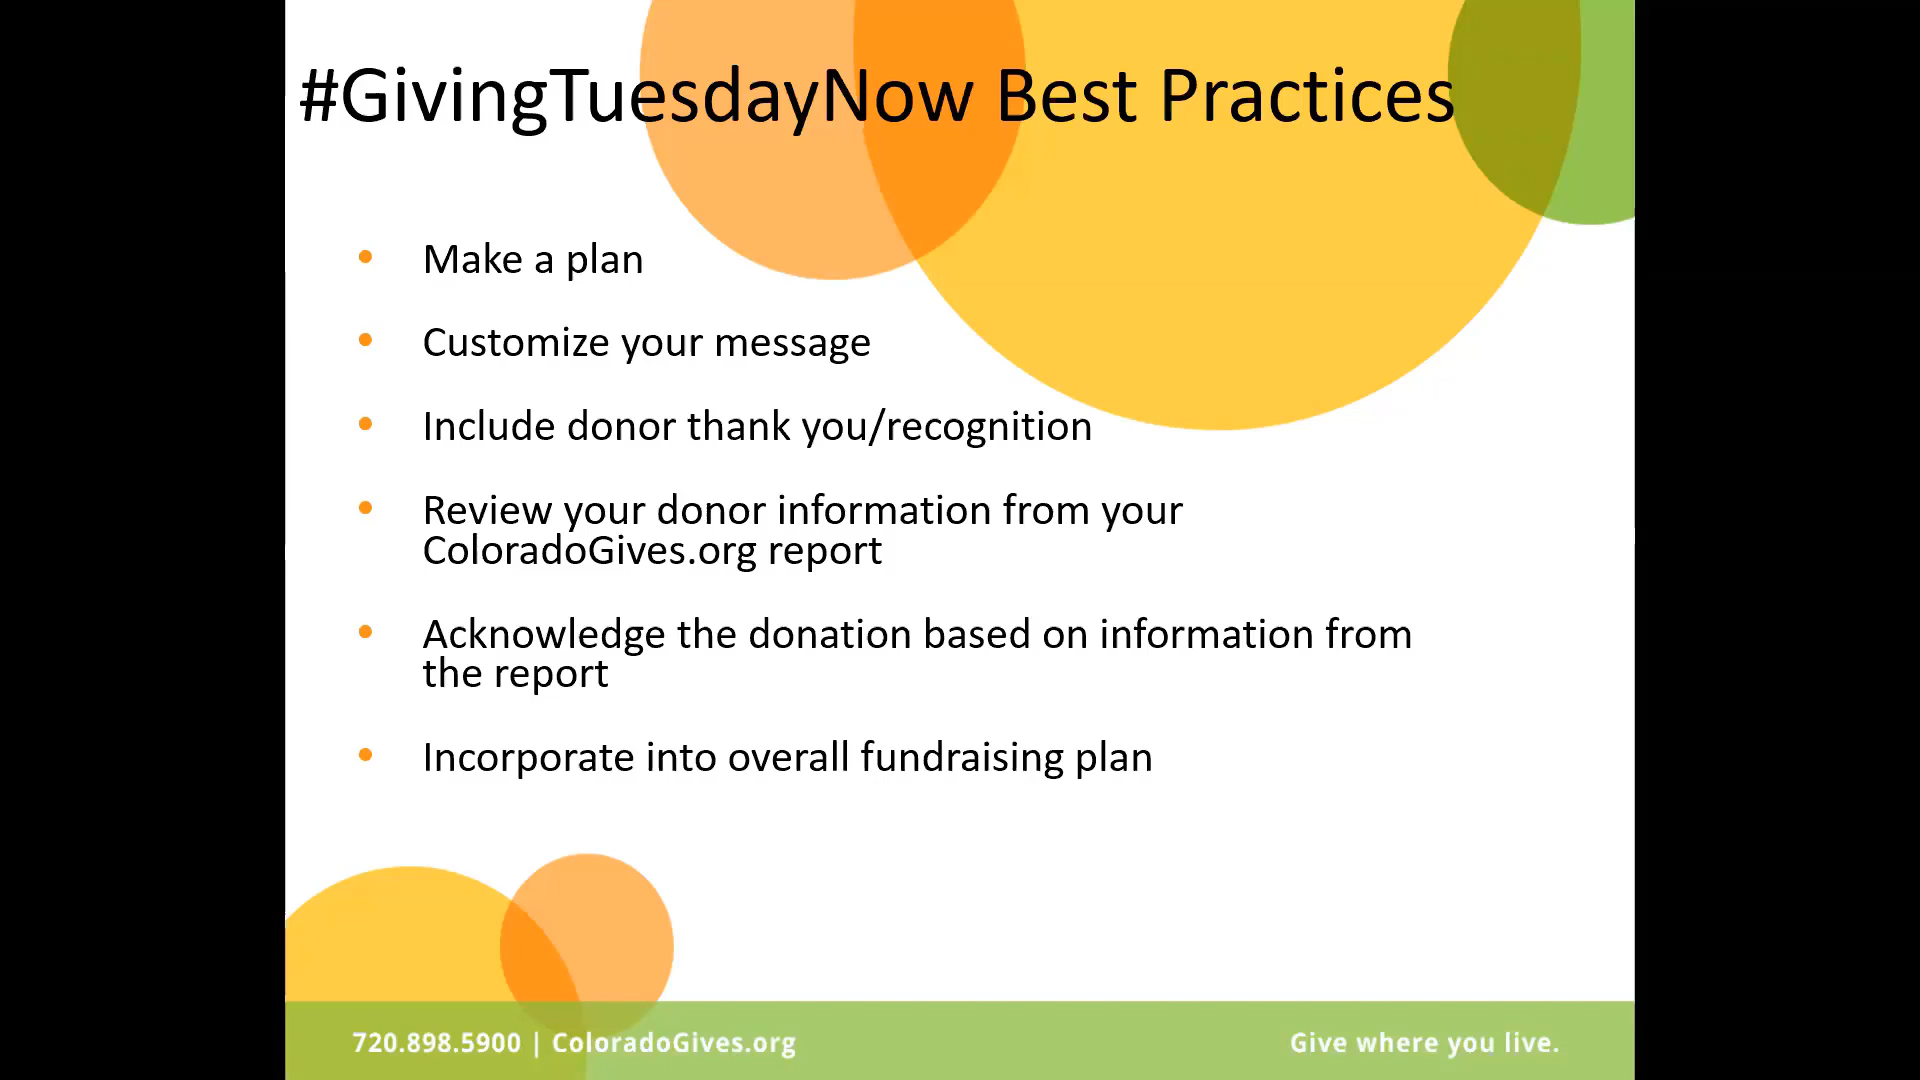 #GivingTuesdayNow Best Practices
• Make a plan
• Customize your message
• Include donor thank you/recognition
• Review your donor information from your
ColoradoGives.org report
• Acknowledge the donation based on information from
the report
• Incorporate into overall fundraising plan
720.898.5900 | ColoradoGives.org
Give where you live.